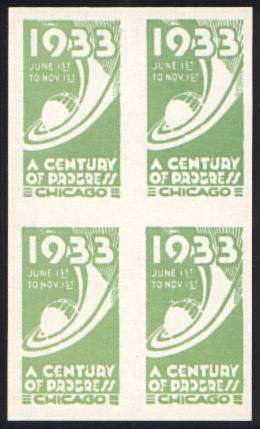 1933
JUNE 1ST
TO NOV. 1ST
A CENTURY
OF PROGRESS
CHICAGO
1933
JUNE 1ST
TO NOV. 1ST
A CENTURY
OF PROGRESS
CHICAGO
1933
JUNE 1ST
TO NOV. 1ST
A CENTURY
OF PROGRESS
CHICAGO
1933
JUNE 1ST
TO NOV. 1ST
A CENTURY
OF PROGRESS
CHICAGO